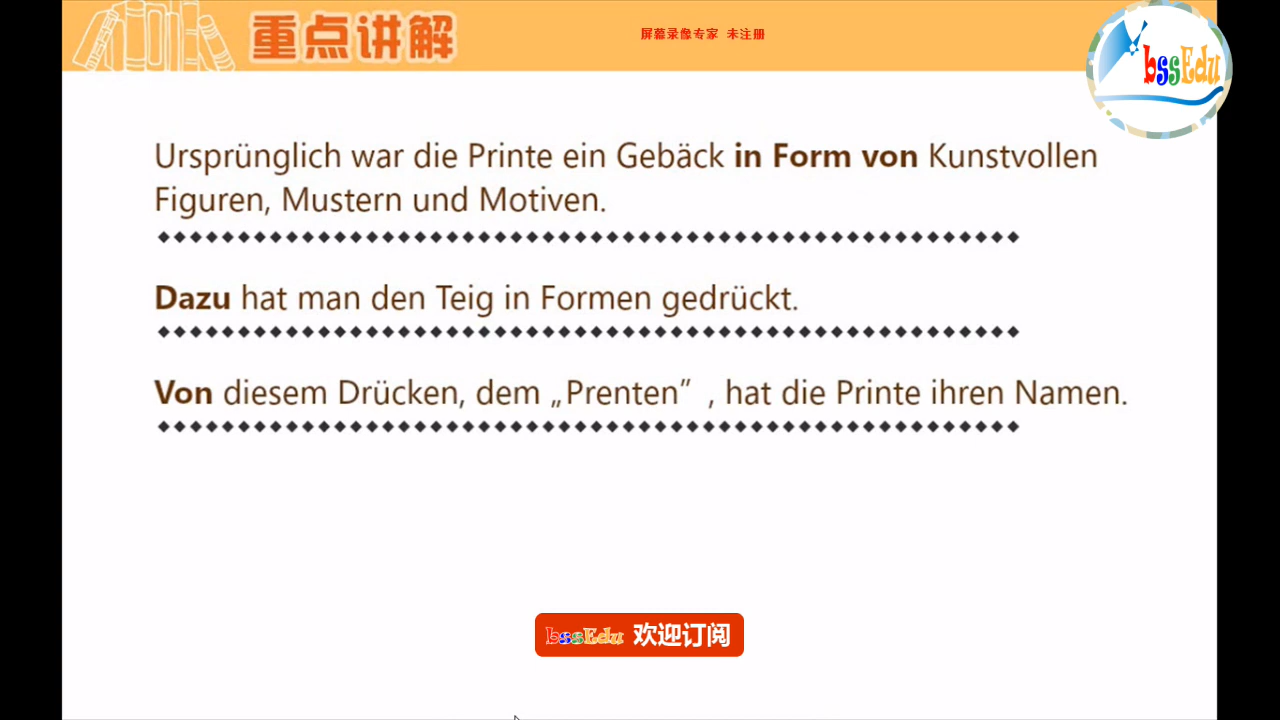 重点讲解
屏幕录像专家 未注册
bssEdu
Ursprünglich war die Printe ein Gebäck in Form von Kunstvollen
Figuren, Mustern und Motiven.
Dazu hat man den Teig in Formen gedrückt.
Von diesem Drücken, dem „Prenten” , hat die Printe ihren Namen.
bssEdu 欢迎订阅